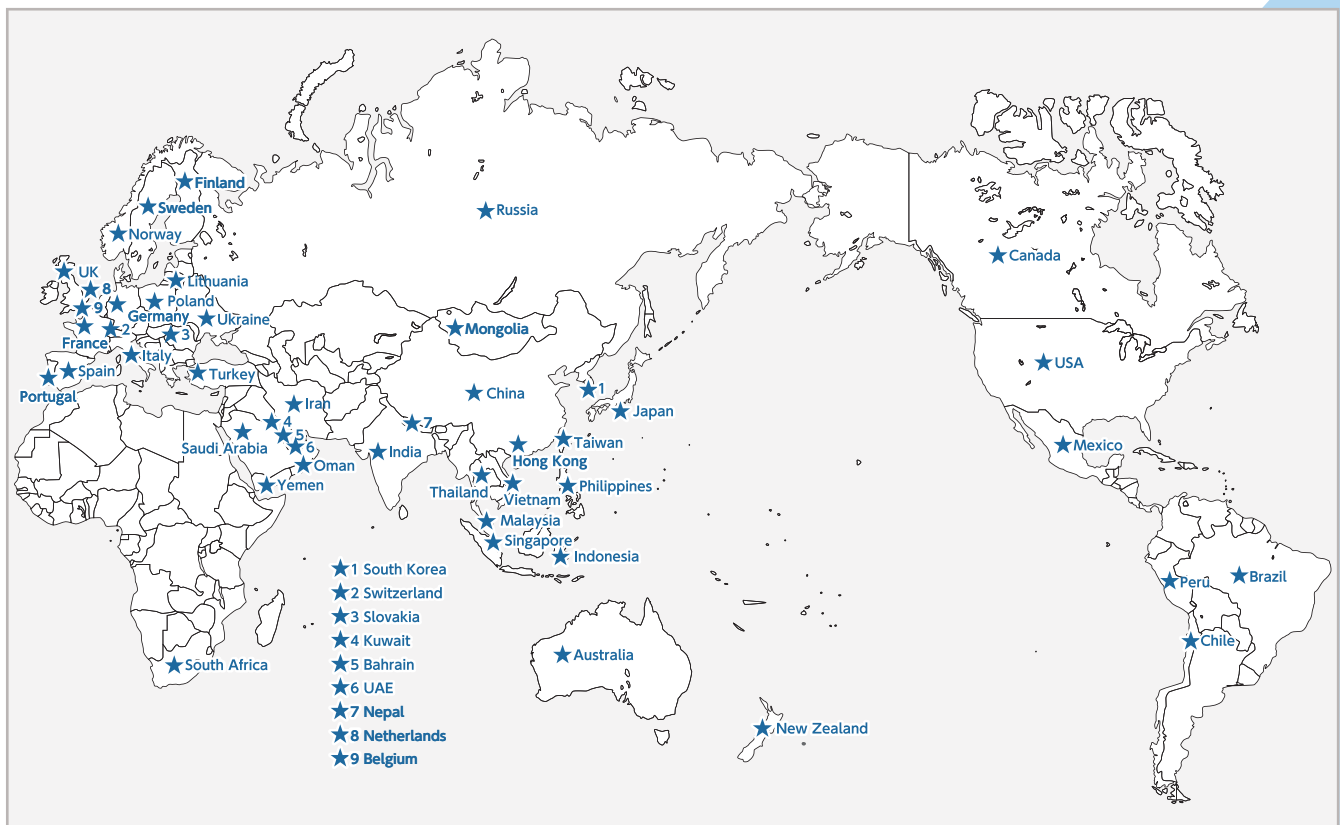 Finland
Sweden
Norway
Russia
UK
8
Lithuania
9
Poland
Germany
Ukraine
2
3
France
Italy
Spain
Turkey
Portugal
Mongolia
China
1
Japan
Iran
4
5
6
7
Saudi Arabia
India
Oman
Yemen
Taiwan
Hong Kong
Thailand
Vietnam
Philippines
Malaysia
Singapore
Indonesia
Canada
USA
Mexico
Peru
Brazil
Chile
South Africa
Australia
New Zealand
1 South Korea
2 Switzerland
3 Slovakia
4 Kuwait
5 Bahrain
6 UAE
7 Nepal
8 Netherlands
9 Belgium